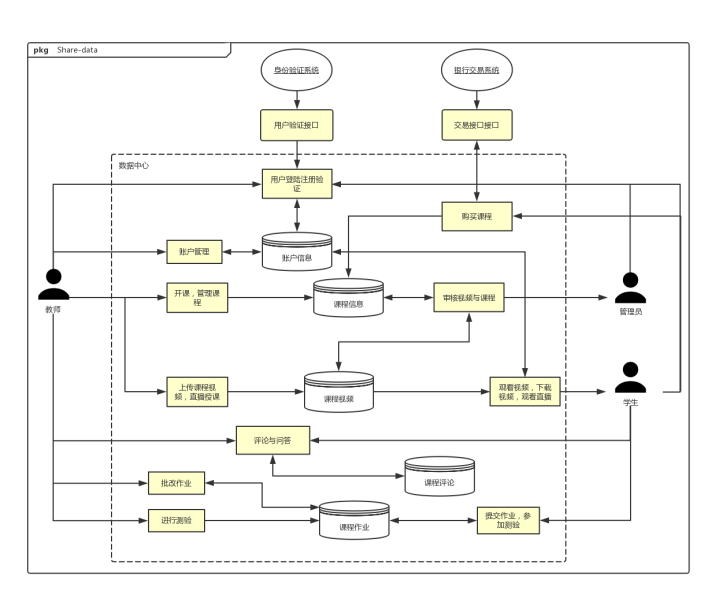 pkg Share-data
身份验证系统
银行交易系统
用户验证接口
交易接口接口
数据中心
用户登陆注册验
证
购买课程
账户管理
账户信息
开课，管理课
程
课程信息
审核视频与课程
教师
管理员
上传课程视
频，直播授课
课程视频
观看视频，下载
视频，观看直播
学生
评论与问答
批改作业
课程评论
进行测验
课程作业
提交作业，参
加测验